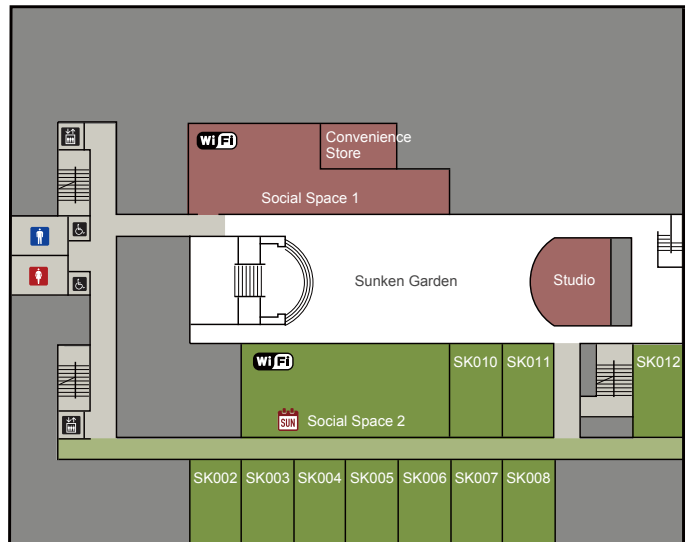 WiFi
Convenience
Store
Social Space 1
Sunken Garden
Studio
WiFi
SK010
SK011
SK012
SUN
Social Space 2
SK002
SK003
SK004
SK005
SK006
SK007
SK008